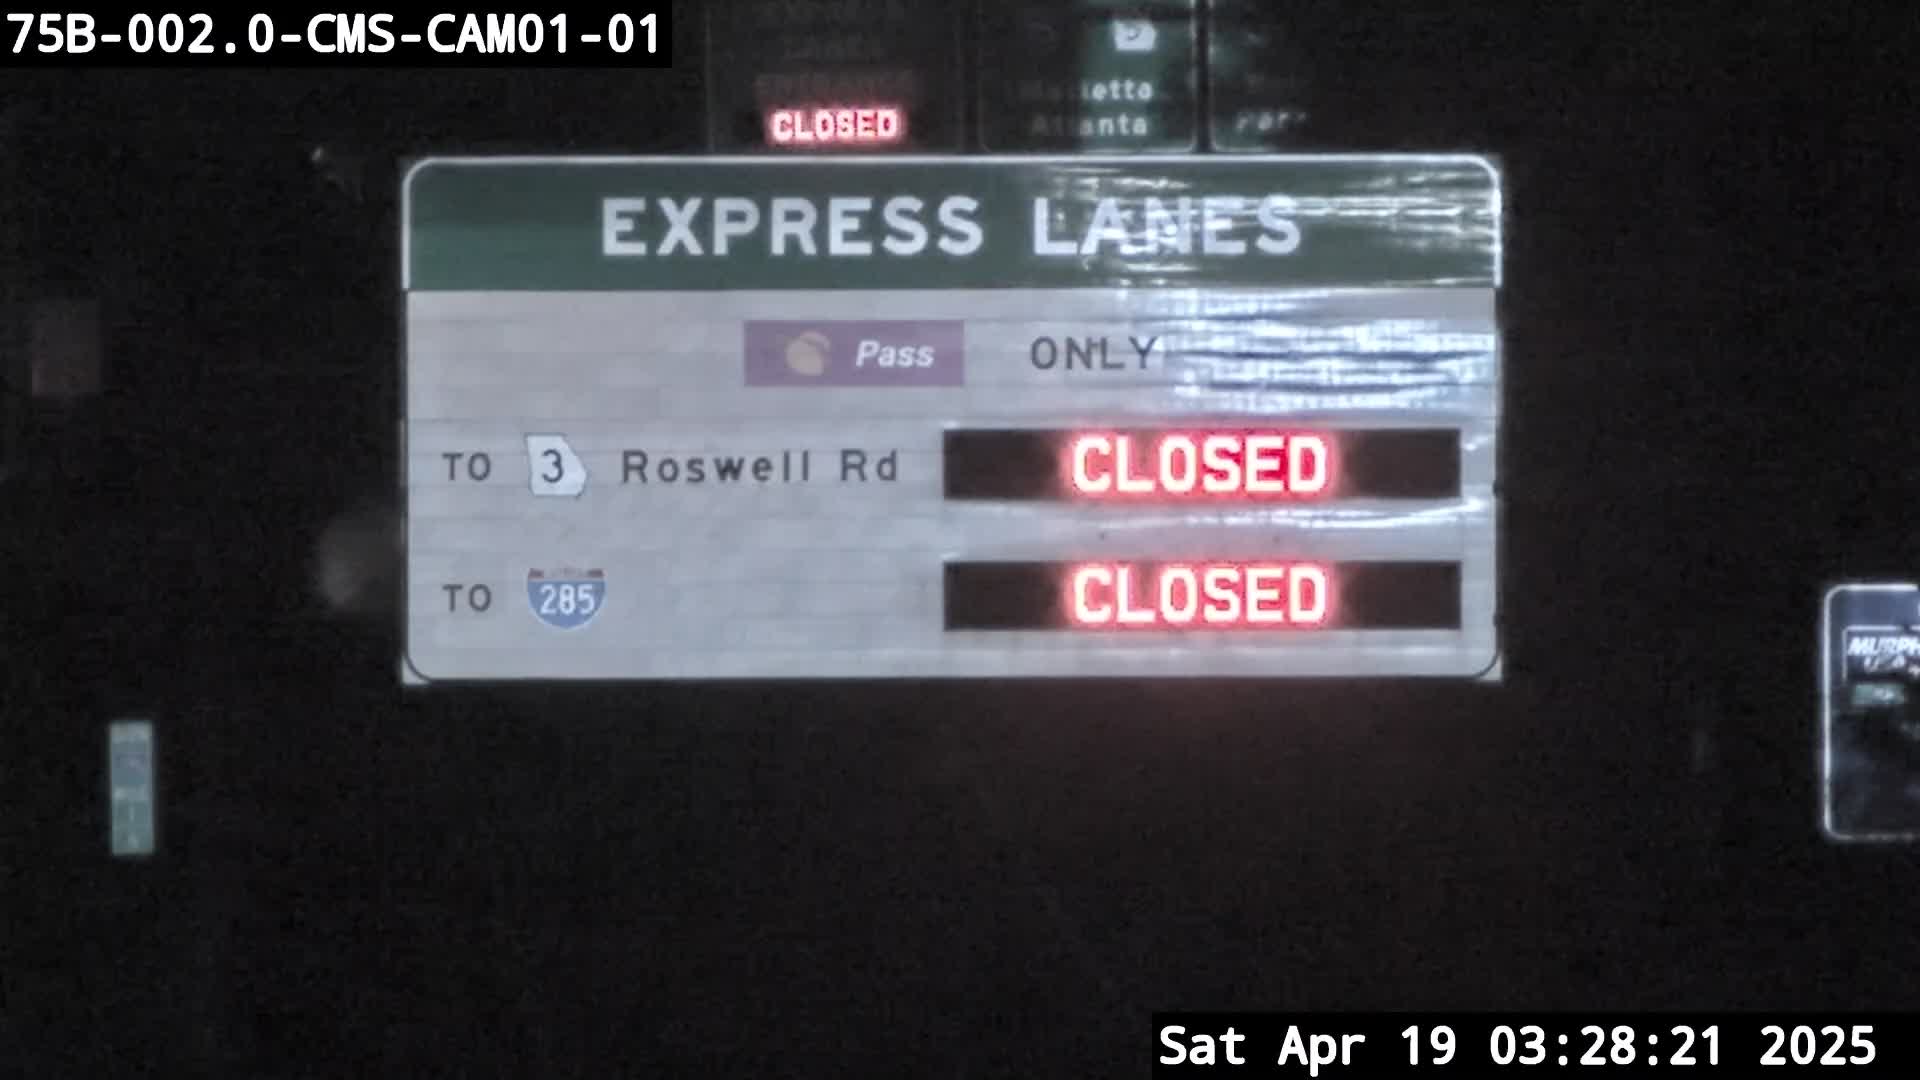 75B-002.0-CMS-CAM01-01
CLOSED
EXPRESS LANES
Pass ONLY
TO 3 Roswell Rd CLOSED
TO 285 CLOSED
Sat Apr 19 03:28:21 2025